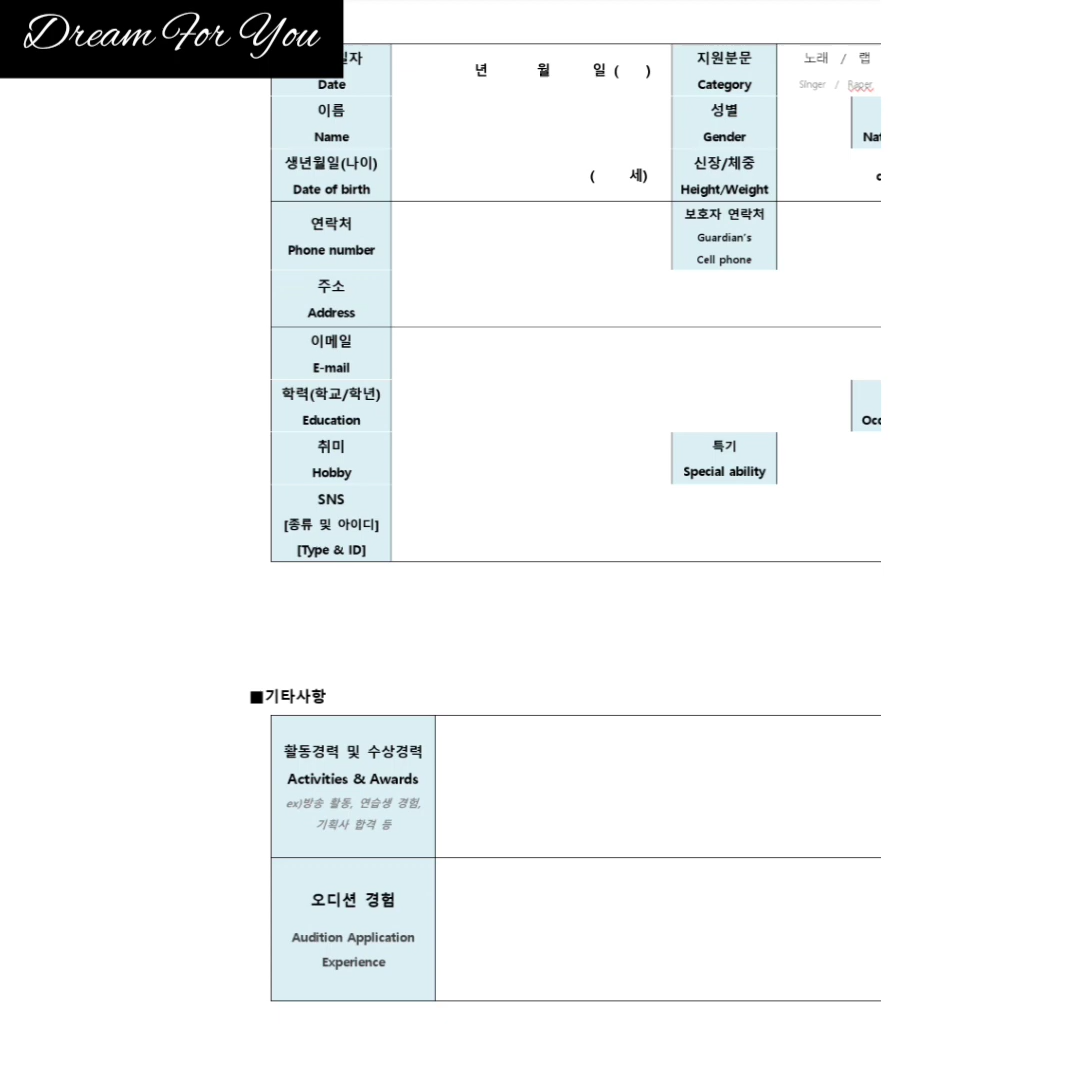 Dream For You
일자
Date
년 월 일 ( )
지원분문
Category
노래 / 랩
Singer / Raper
이름
Name
성별
Gender
생년월일(나이)
Date of birth
( 세)
신장/체중
Height/Weight
연락처
Phone number
보호자 연락처
Guardian's
Cell phone
주소
Address
이메일
E-mail
학력(학교/학년)
Education
취미
Hobby
특기
Special ability
SNS
[종류 및 아이디]
[Type & ID]
■기타사항
활동경력 및 수상경력
Activities & Awards
ex)방송 활동, 연습생 경험,
기획사 합격 등
오디션 경험
Audition Application
Experience